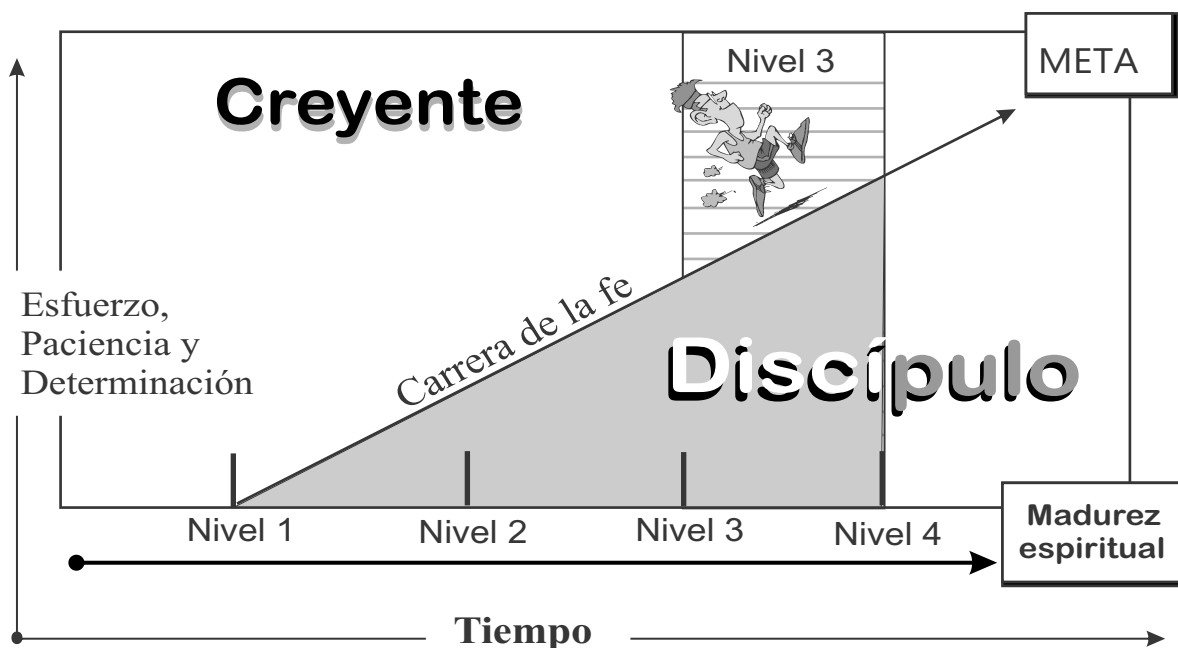 Nivel 3
META
Creyente
Esfuerzo,
Paciencia y
Determinación
Carrera de la fe
Discípulo
Nivel 1
Nivel 2
Nivel 3
Nivel 4
Madurez
espiritual
Tiempo